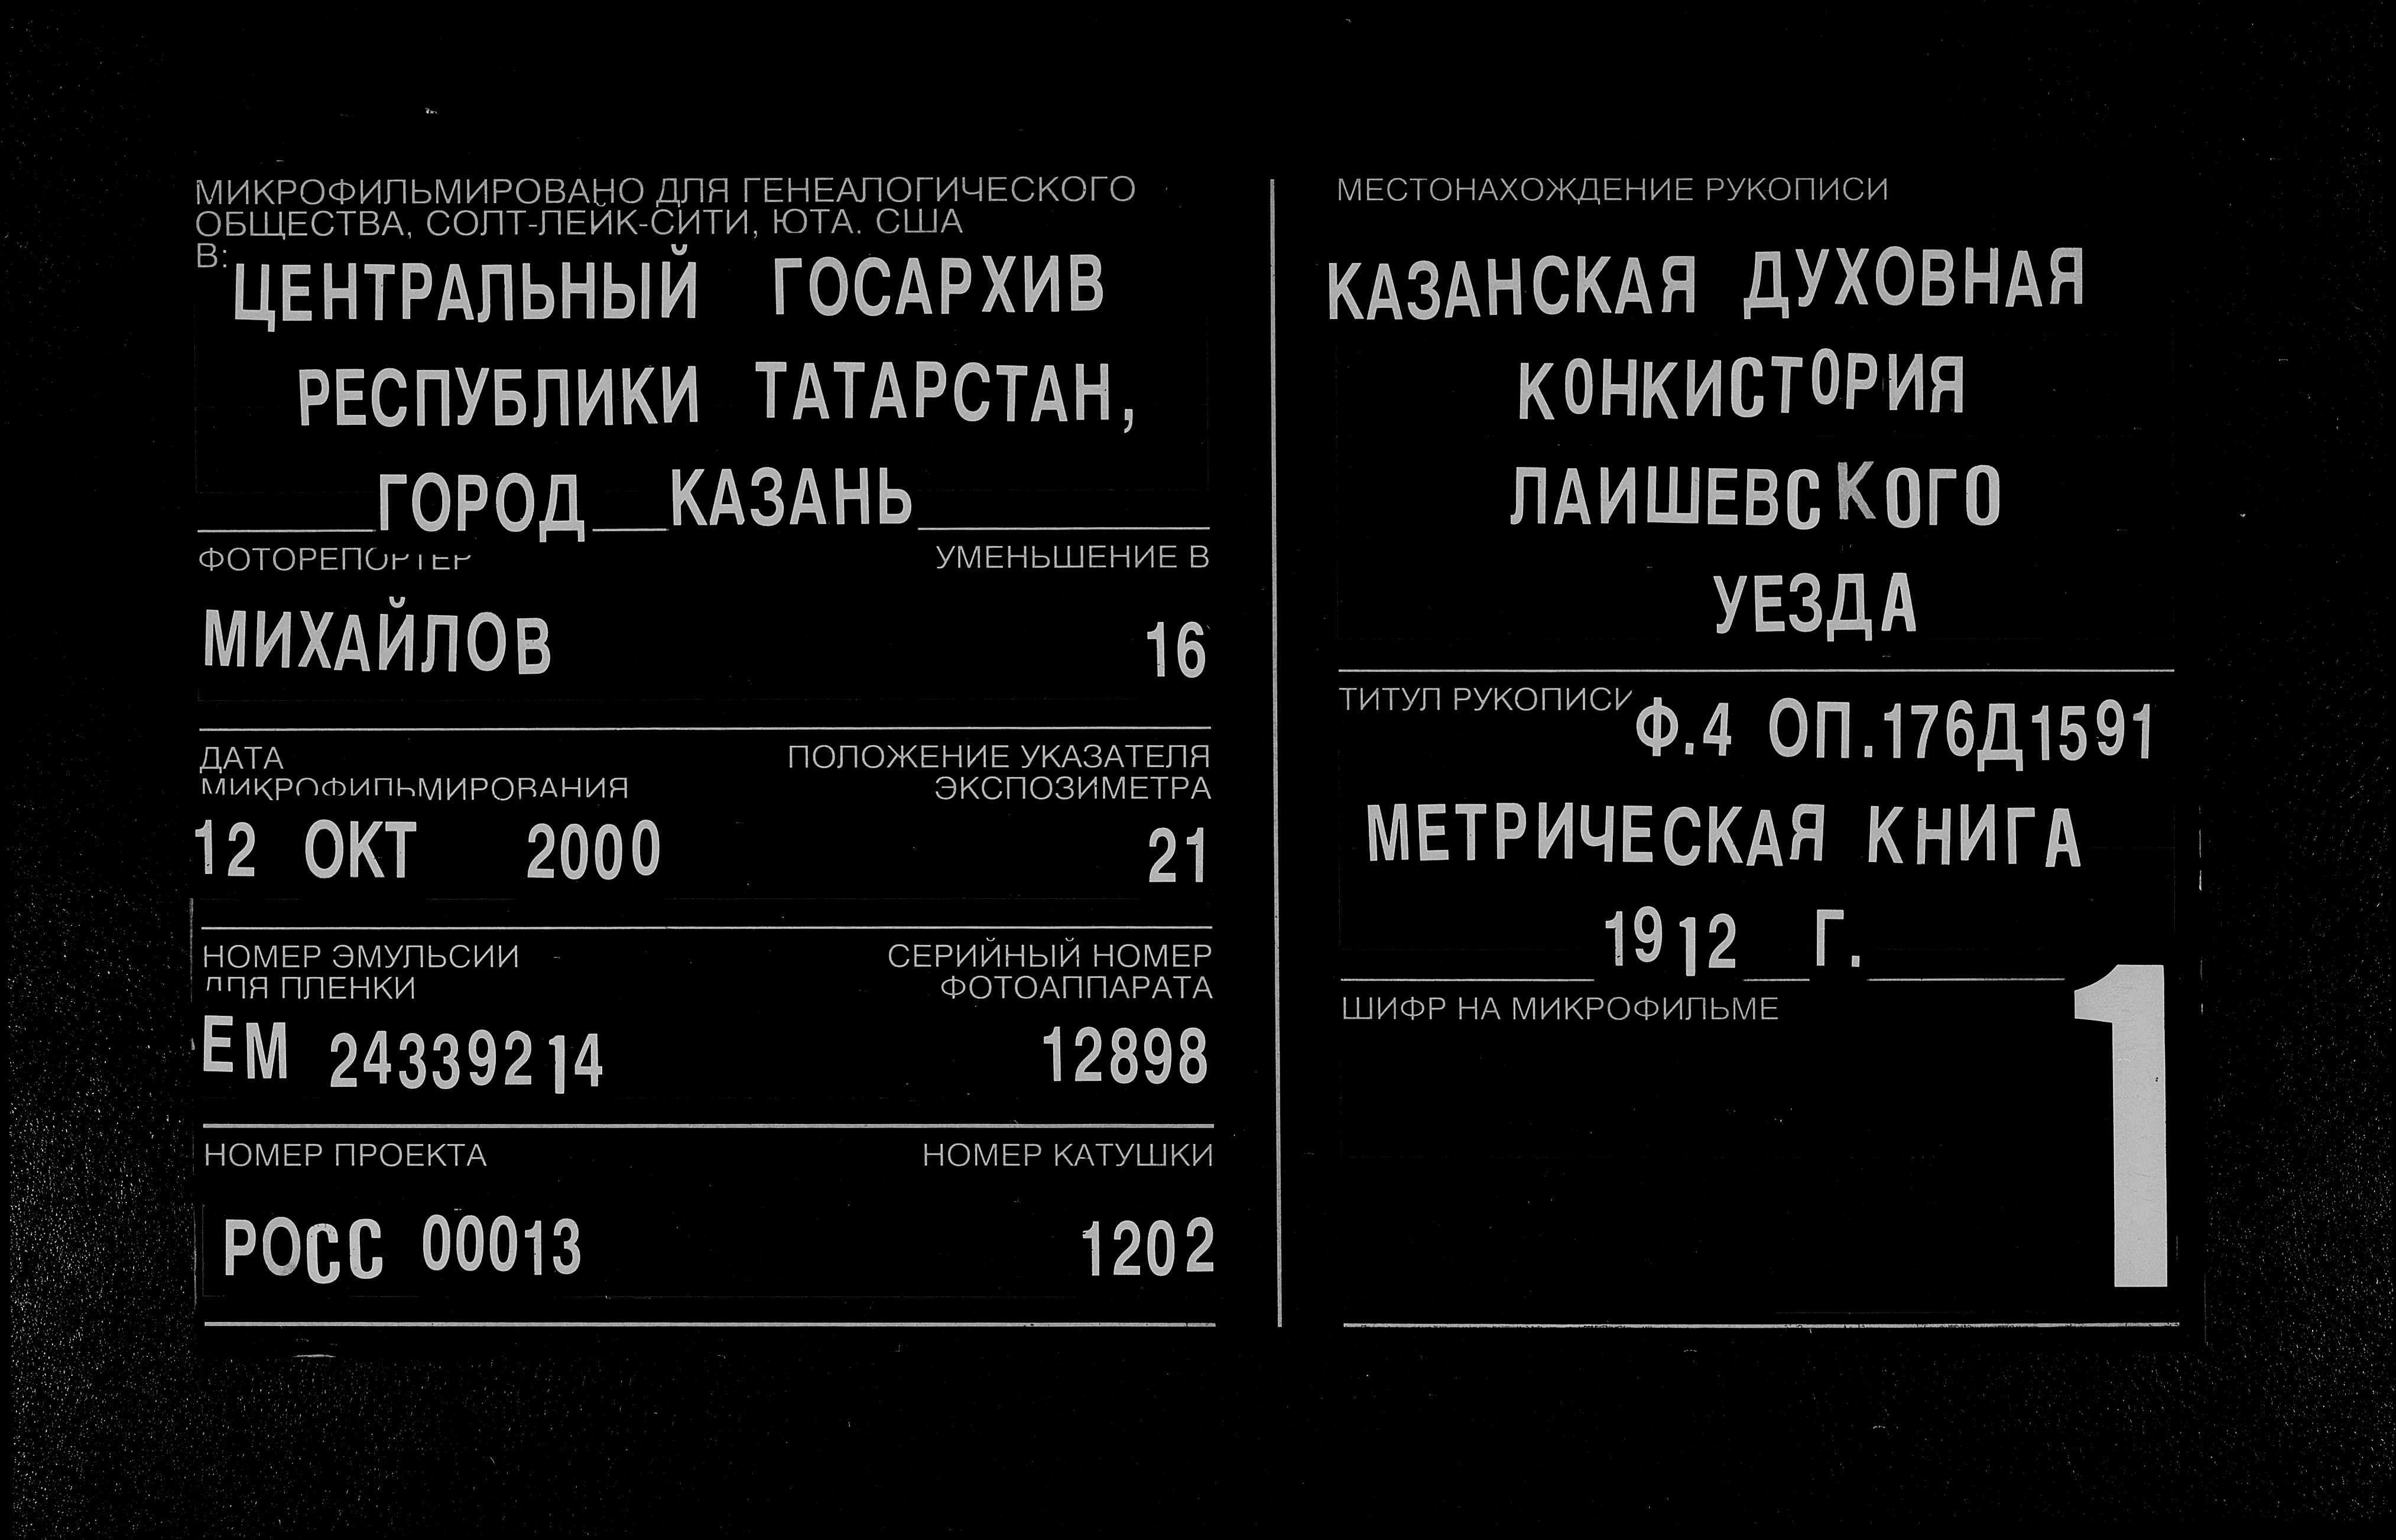 МИКРОФИЛЬМИРОВАНО ДЛЯ ГЕНЕАЛОГИЧЕСКОГО
ОБЩЕСТВА, СОЛТ-ЛЕЙК-СИТИ, ЮТА. США
В:
ЦЕНТРАЛЬНЫЙ ГОСАРХИВ
РЕСПУБЛИКИ ТАТАРСТАН,
ГОРОД КАЗАНЬ
ФОТОРЕПОРТЕР УМЕНЬШЕНИЕ В
МИХАЙЛОВ 16
ДАТА ПОЛОЖЕНИЕ УКАЗАТЕЛЯ
МИКРОФИЛЬМИРОВАНИЯ ЭКСПОЗИМЕТРА
12 ОКТ 2000 21
НОМЕР ЭМУЛЬСИИ СЕРИЙНЫЙ НОМЕР
ДЛЯ ПЛЕНКИ ФОТОАППАРАТА
ЕМ 24339214 12898
НОМЕР ПРОЕКТА НОМЕР КАТУШКИ
РОСС 00013 1202
МЕСТОНАХОЖДЕНИЕ РУКОПИСИ
КАЗАНСКАЯ ДУХОВНАЯ
КОНКИСТОРИЯ
ЛАИШЕВСКОГО
УЕЗДА
ТИТУЛ РУКОПИСИ Ф.4 ОП.176Д1591
МЕТРИЧЕСКАЯ КНИГА
1912 Г.
ШИФР НА МИКРОФИЛЬМЕ
1